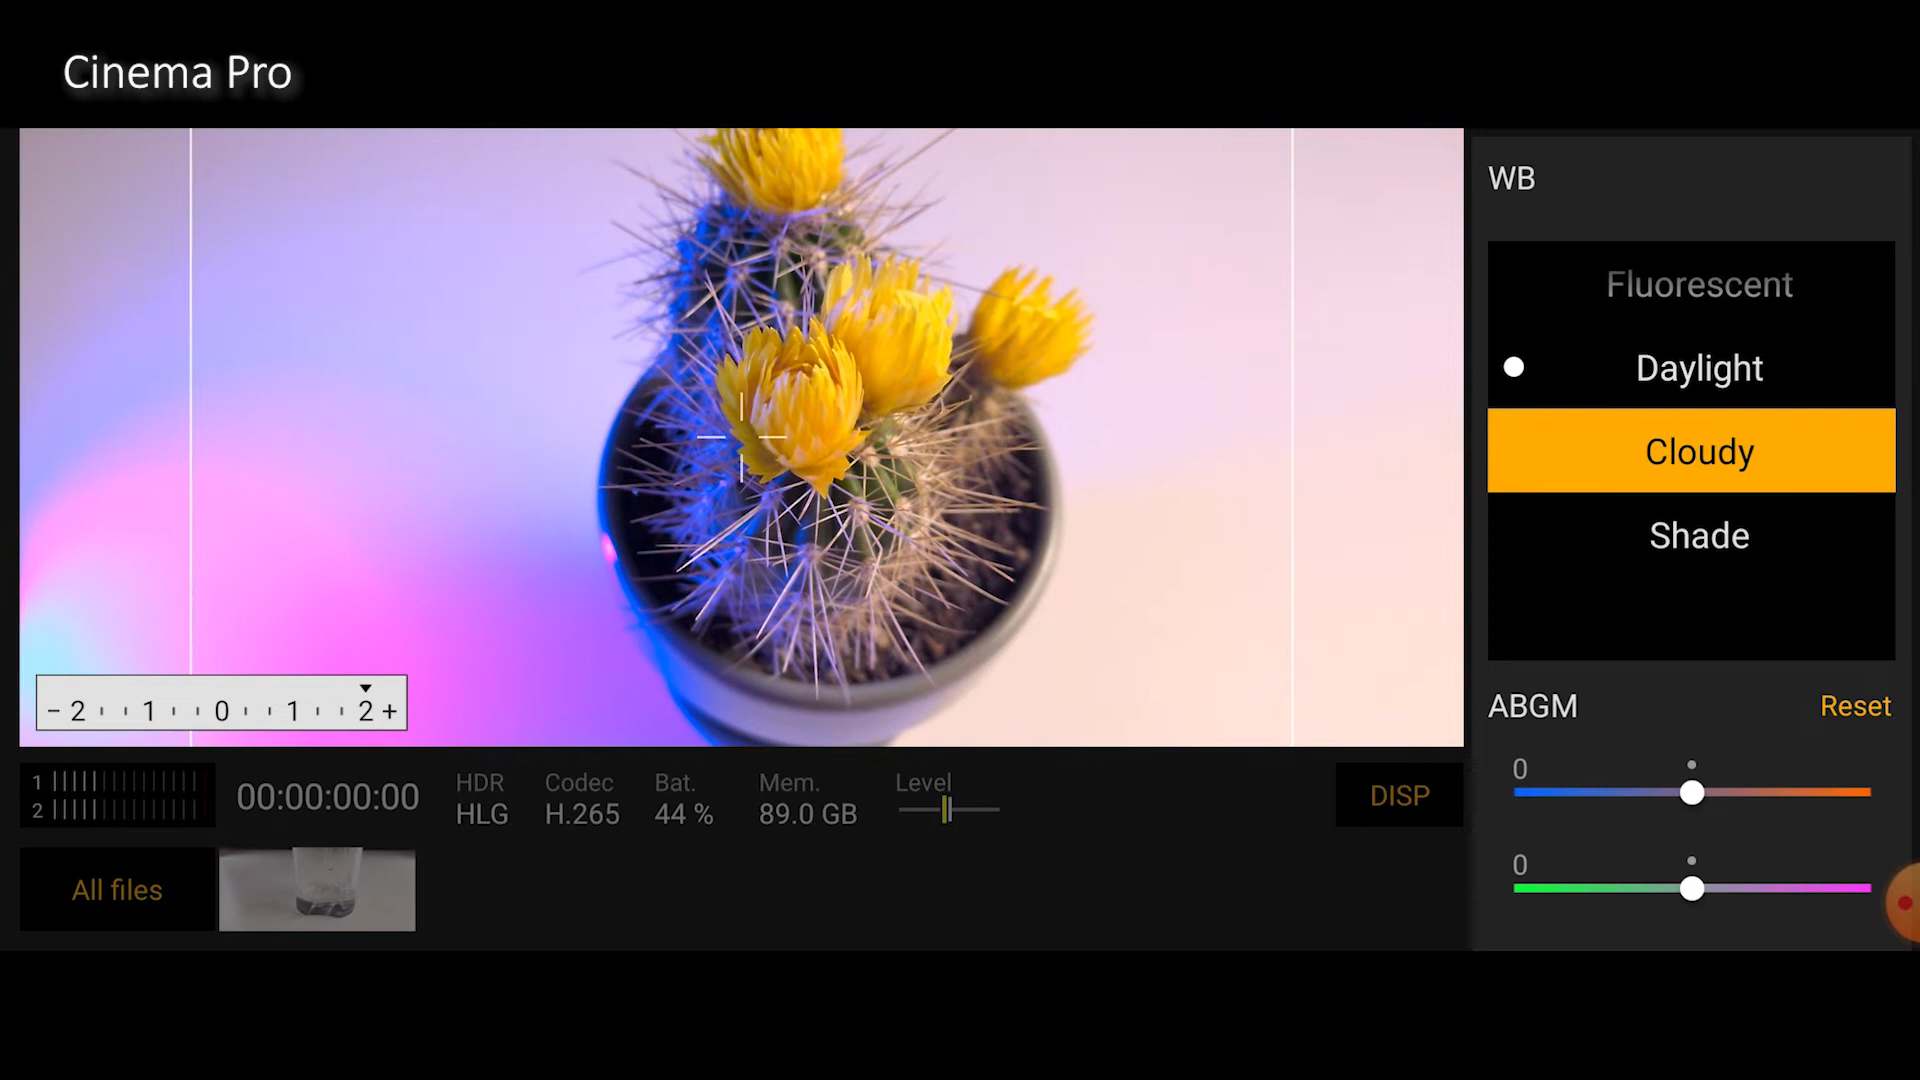 Cinema Pro
WB
Fluorescent
Daylight
Cloudy
Shade
− 2 1 0 1 2 +
ABGM Reset
0
0
1
2
00:00:00:00
HDR
HLG
Codec
H.265
Bat.
44 %
Mem.
89.0 GB
Level
DISP
All files